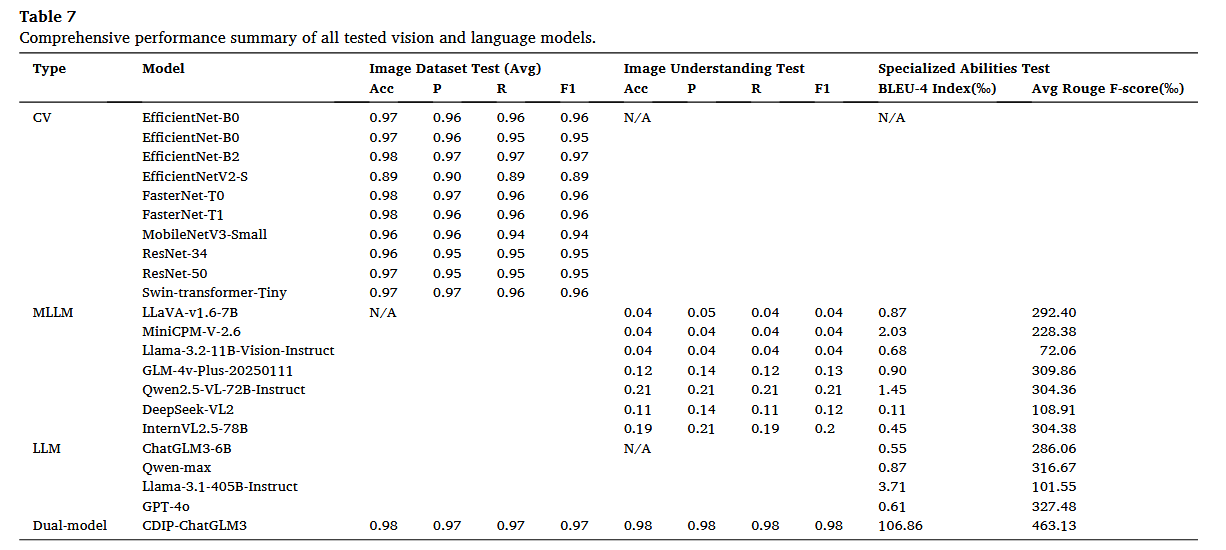 Table 7
Comprehensive performance summary of all tested vision and language models.
Type Model Image Dataset Test (Avg) Image Understanding Test Specialized Abilities Test
Acc P R F1 Acc P R F1 BLEU-4 Index(‰) Avg Rouge F-score(‰)
CV EfficientNet-B0 0.97 0.96 0.96 0.96 N/A N/A
EfficientNet-B0 0.97 0.96 0.95 0.95
EfficientNet-B2 0.98 0.97 0.97 0.97
EfficientNetV2-S 0.89 0.90 0.89 0.89
FasterNet-T0 0.98 0.97 0.96 0.96
FasterNet-T1 0.98 0.96 0.96 0.96
MobileNetV3-Small 0.96 0.96 0.94 0.94
ResNet-34 0.96 0.95 0.95 0.95
ResNet-50 0.97 0.95 0.95 0.95
Swin-transformer-Tiny 0.97 0.97 0.96 0.96
MLLM LLaVA-v1.6-7B N/A 0.04 0.05 0.04 0.04 0.87 292.40
MiniCPM-V-2.6 0.04 0.04 0.04 0.04 2.03 228.38
Llama-3.2-11B-Vision-Instruct 0.04 0.04 0.04 0.04 0.68 72.06
GLM-4v-Plus-20250111 0.12 0.14 0.12 0.13 0.90 309.86
Qwen2.5-VL-72B-Instruct 0.21 0.21 0.21 0.21 1.45 304.36
DeepSeek-VL2 0.11 0.14 0.11 0.12 0.11 108.91
InternVL2.5-78B 0.19 0.21 0.19 0.2 0.45 304.38
LLM ChatGLM3-6B N/A 0.55 286.06
Qwen-max 0.87 316.67
Llama-3.1-405B-Instruct 3.71 101.55
GPT-4o 0.61 327.48
Dual-model CDIP-ChatGLM3 0.98 0.97 0.97 0.97 0.98 0.98 0.98 0.98 106.86 463.13